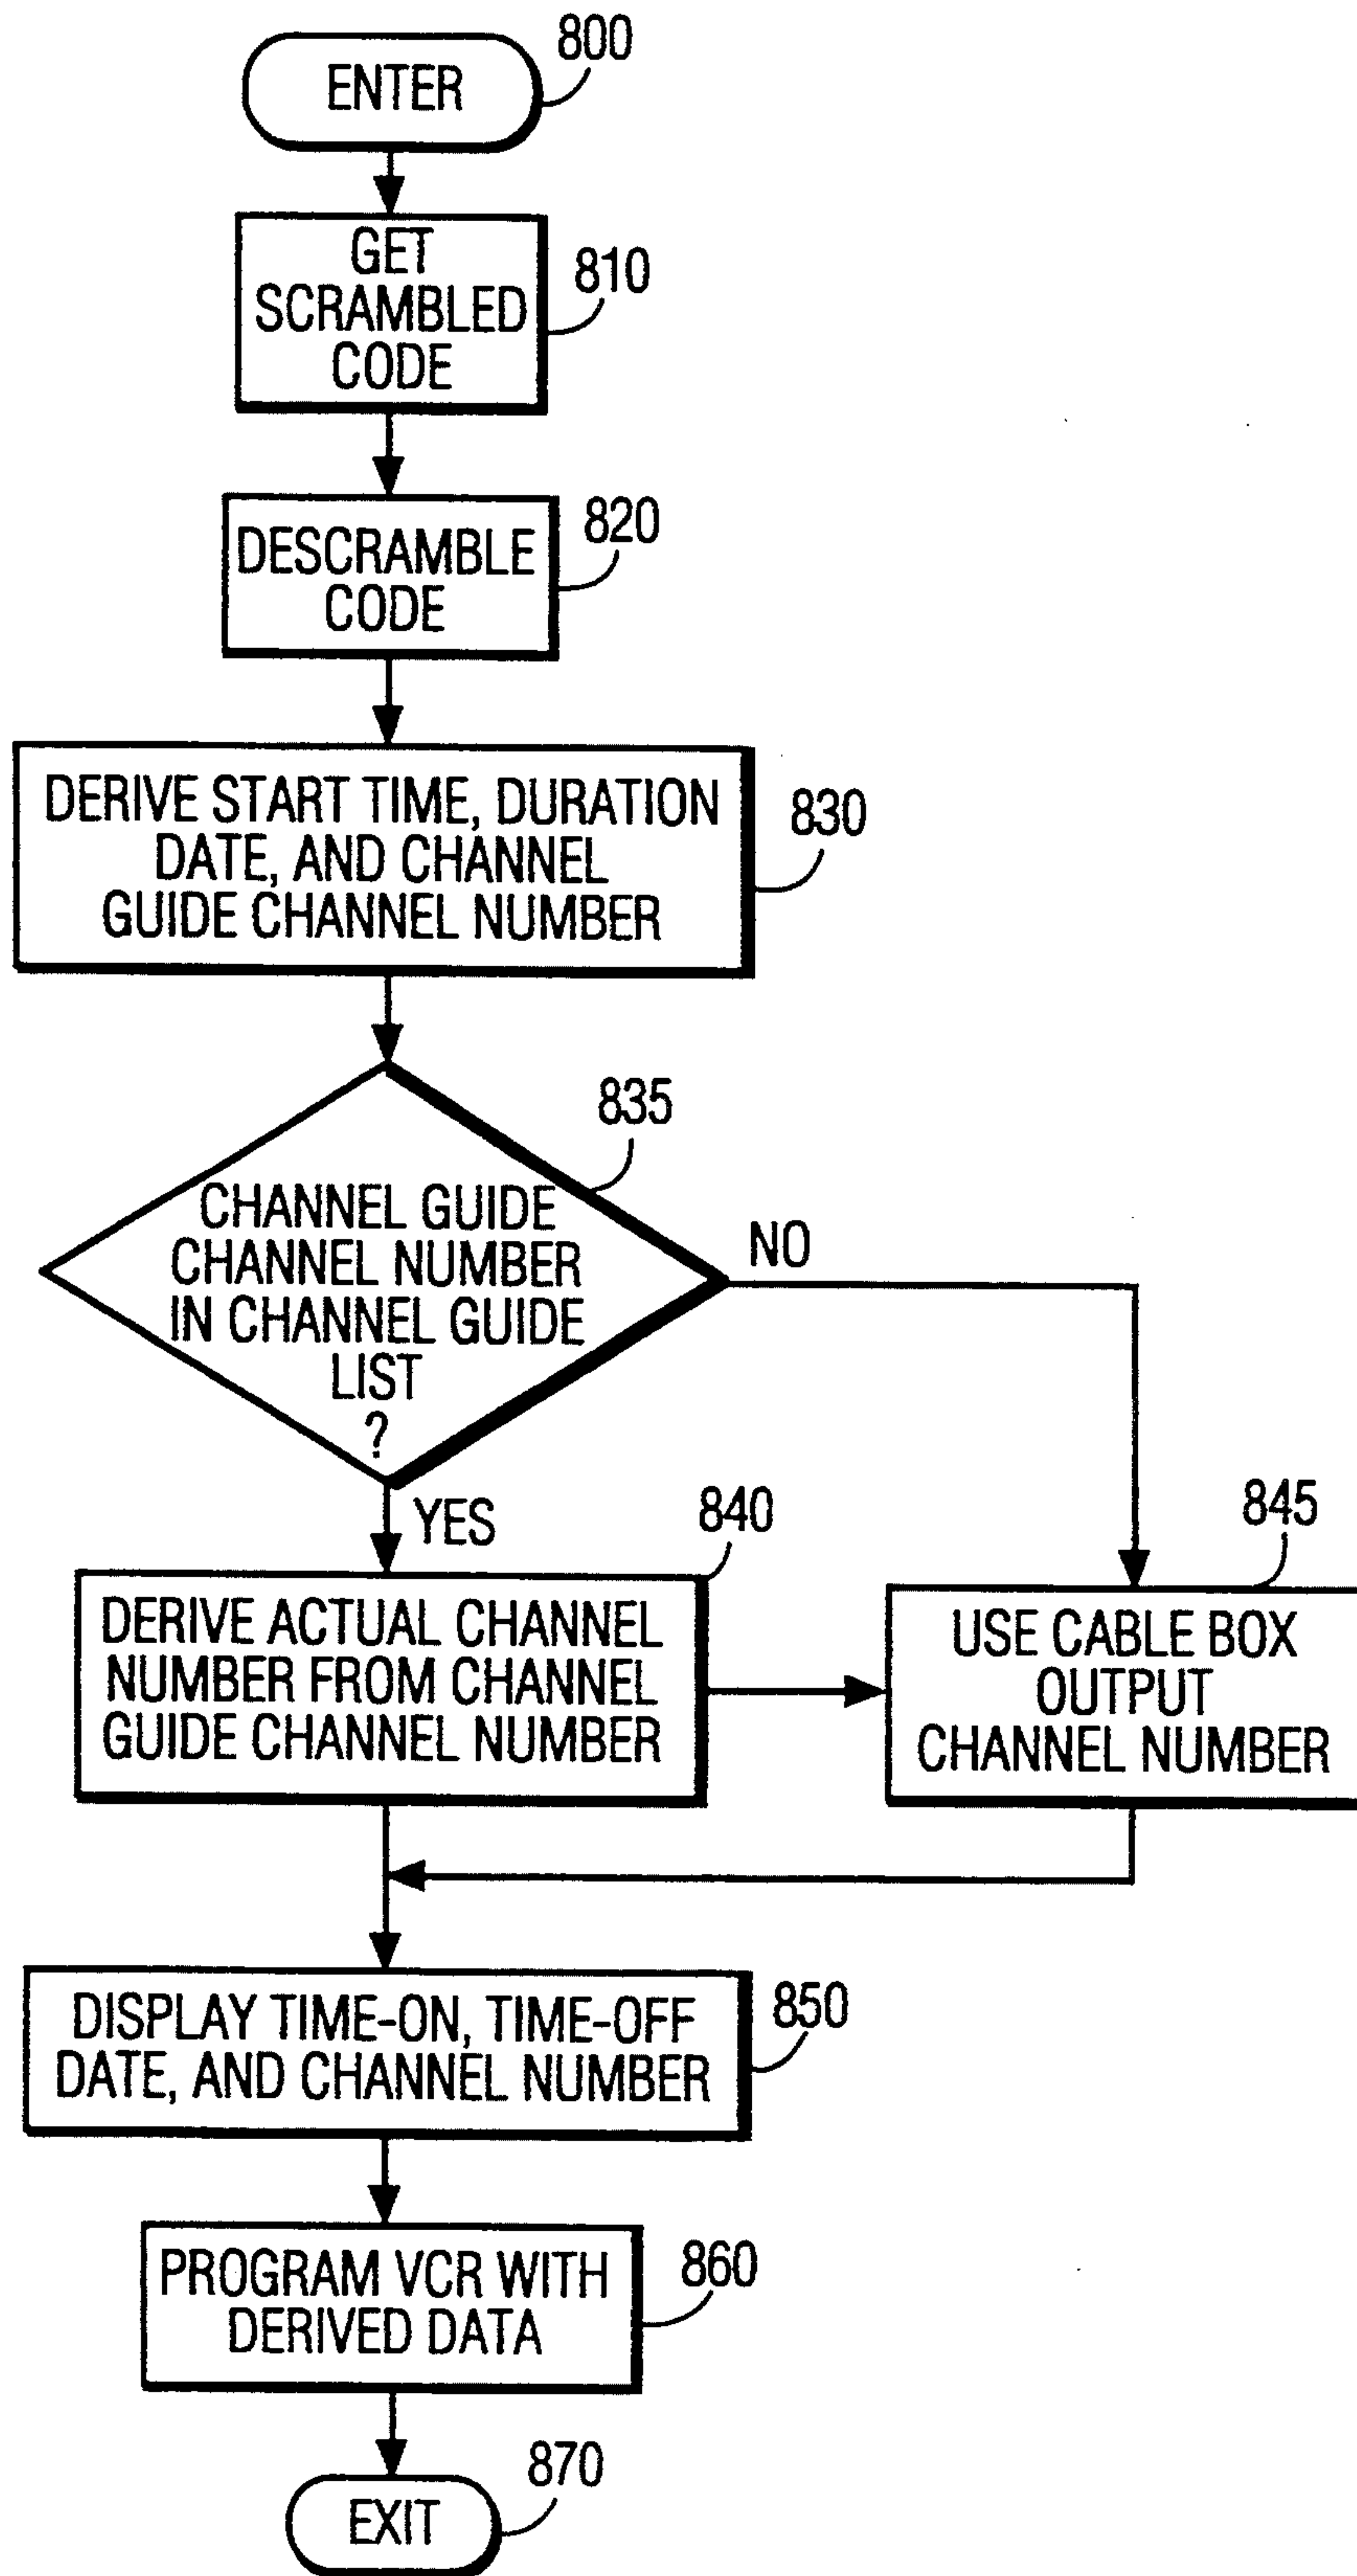 ENTER
800
GET
SCRAMBLED
CODE
810
DESCRAMBLE
CODE
820
DERIVE START TIME, DURATION
DATE, AND CHANNEL
GUIDE CHANNEL NUMBER
830
835
CHANNEL GUIDE
CHANNEL NUMBER
IN CHANNEL GUIDE
LIST
?
NO
YES
840
DERIVE ACTUAL CHANNEL
NUMBER FROM CHANNEL
GUIDE CHANNEL NUMBER
845
USE CABLE BOX
OUTPUT
CHANNEL NUMBER
DISPLAY TIME-ON, TIME-OFF
DATE, AND CHANNEL NUMBER
850
PROGRAM VCR WITH
DERIVED DATA
860
EXIT
870